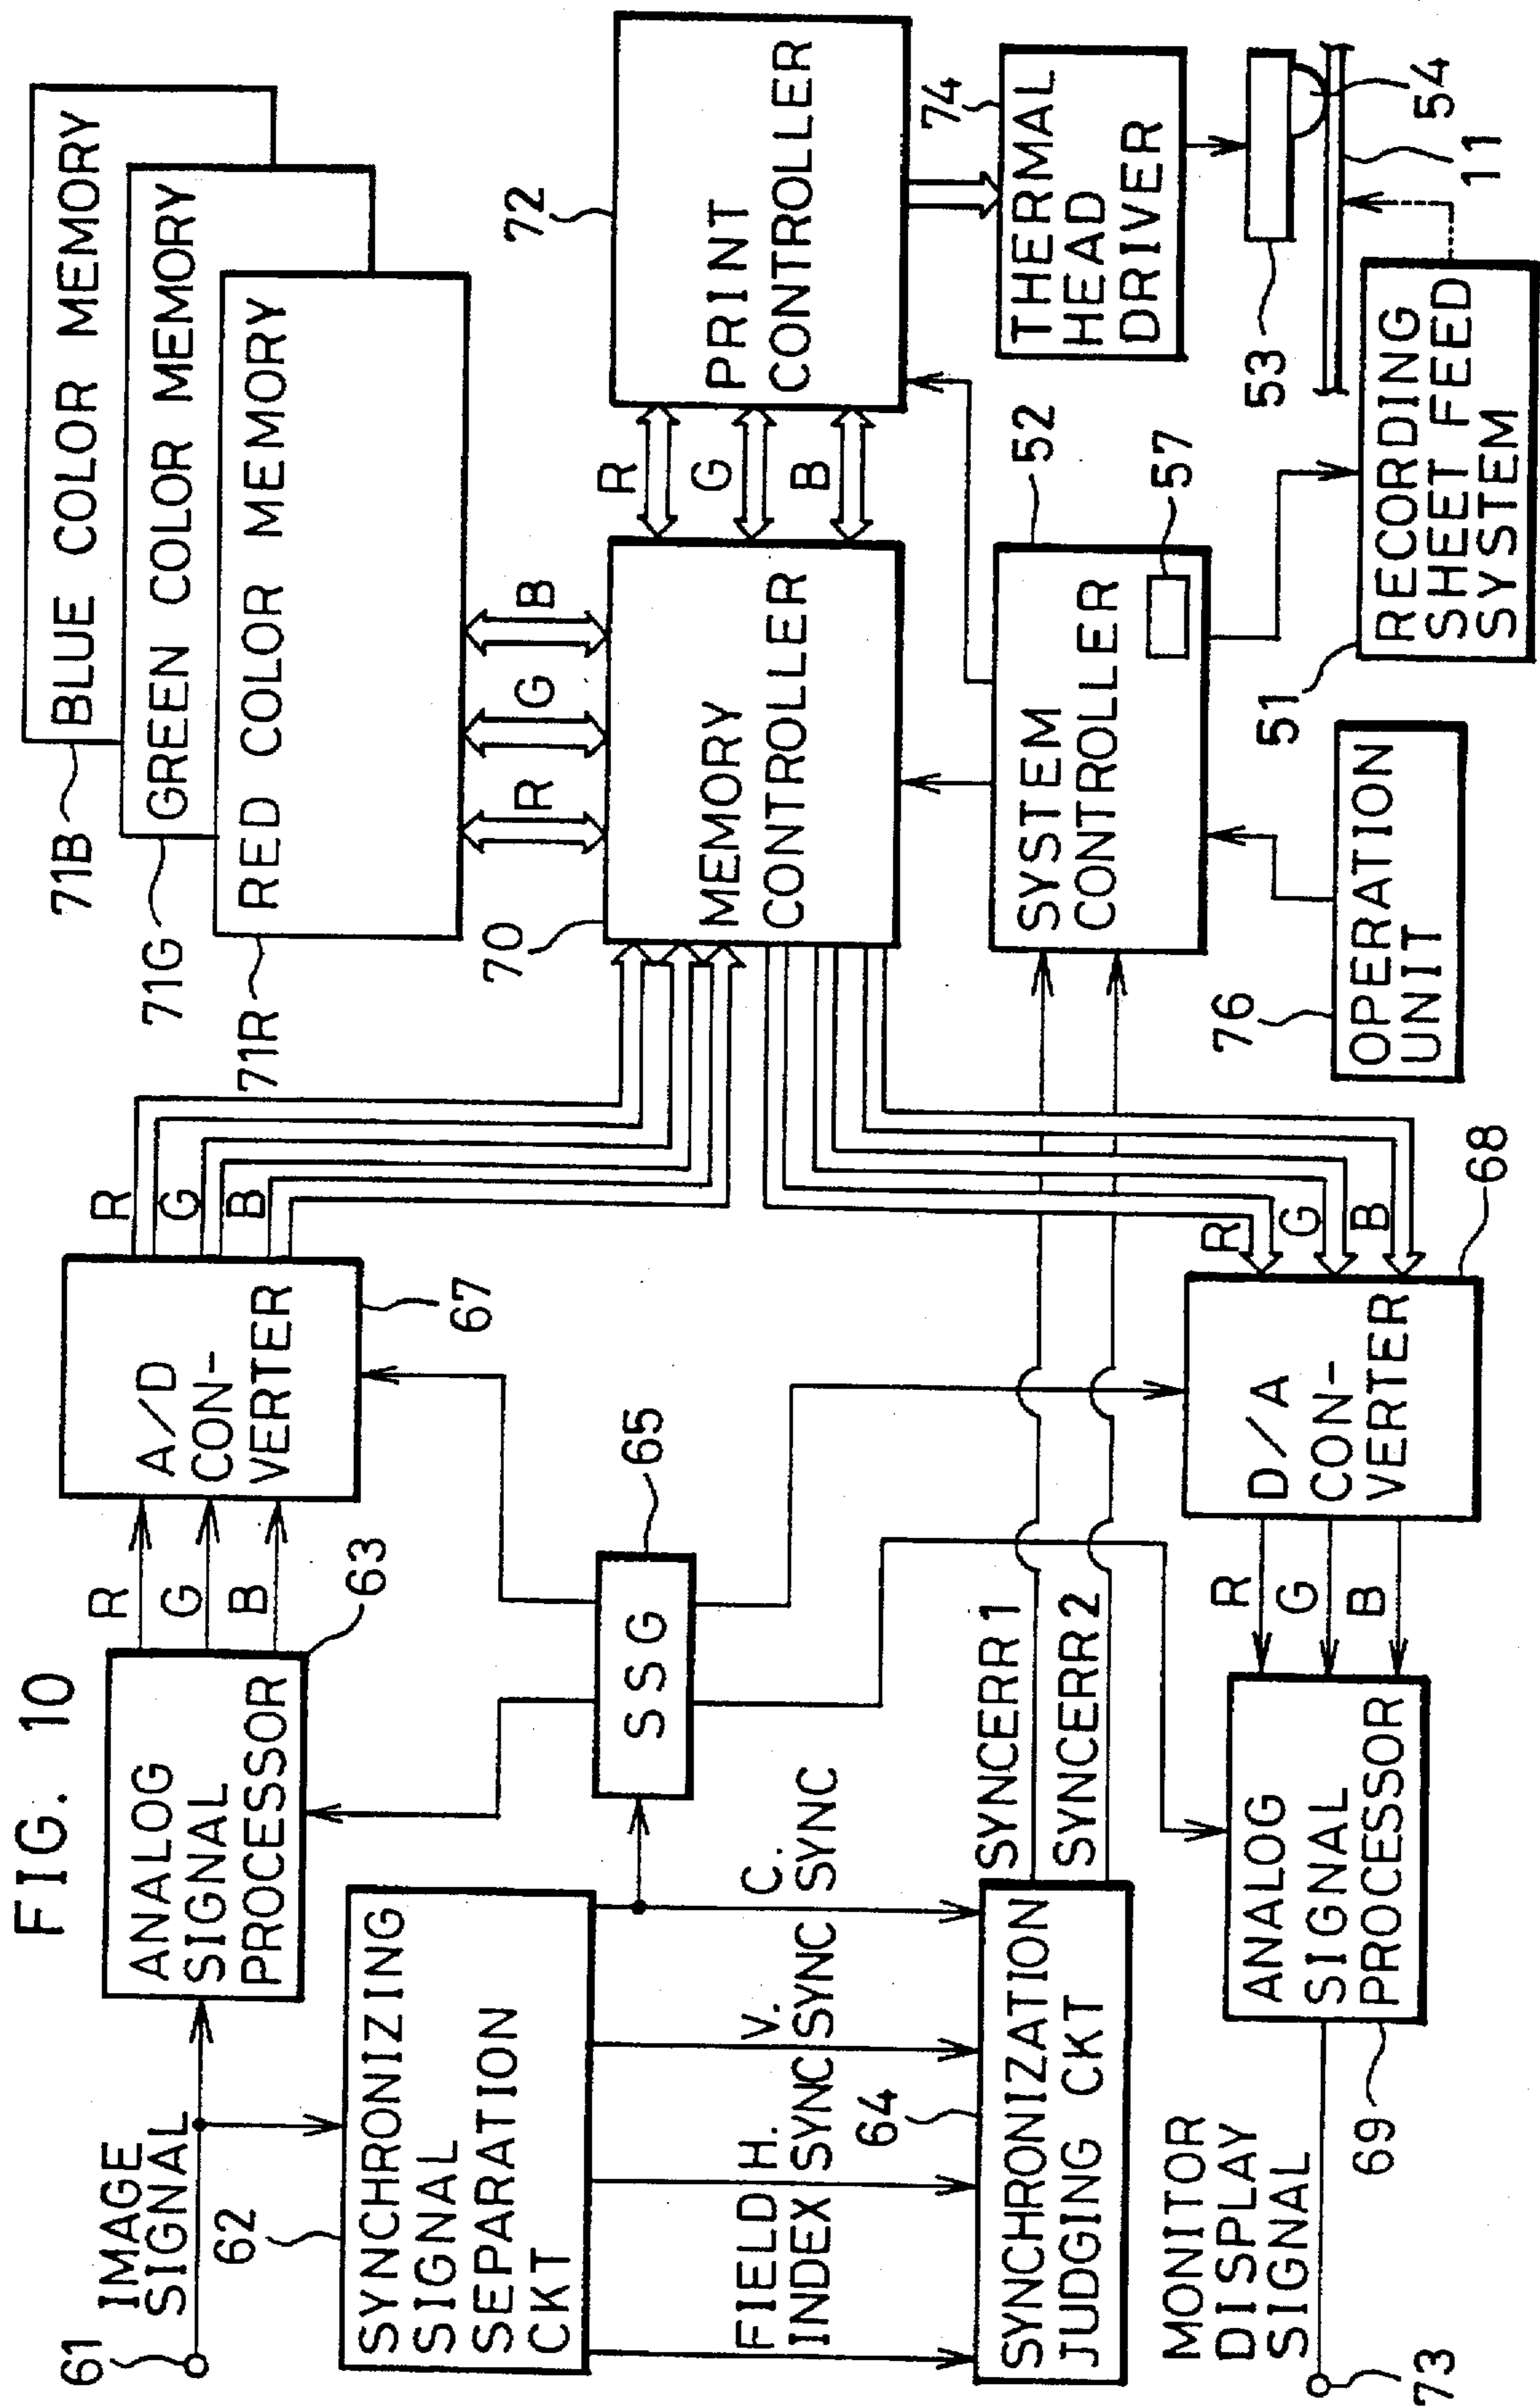 FIG. 10
IMAGE
SIGNAL
61
62
SYNCHRONIZING
SIGNAL
SEPARATION
CKT
ANALOG
SIGNAL
PROCESSOR
63
R
G
B
A/D
CON-
VERTER
67
R
G
B
71B
BLUE COLOR MEMORY
71G
GREEN COLOR MEMORY
71R
RED COLOR MEMORY
R
G
B
70
MEMORY
CONTROLLER
R
G
B
72
PRINT
CONTROLLER
74
THERMAL
HEAD
DRIVER
53
54
11
SSG
65
FIELD
INDEX
H.
SYNC
V.
SYNC
C.
SYNC
64
SYNCHRONIZATION
JUDGING CKT
SYNCERR1
SYNCERR2
SYSTEM
CONTROLLER
52
57
76
OPERATION
UNIT
51
RECORDING
SHEET FEED
SYSTEM
MONITOR
DISPLAY
SIGNAL
73
69
ANALOG
SIGNAL
PROCESSOR
R
G
B
D/A
CON-
VERTER
68
R
G
B